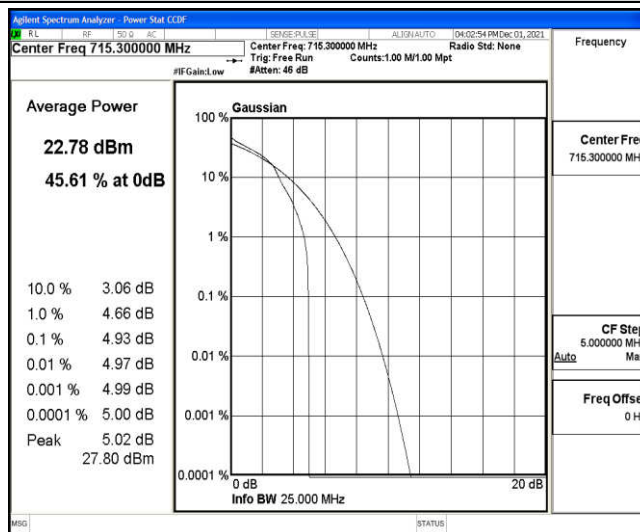 Agilent Spectrum Analyzer - Power Stat CCDF
RL RF 50 Ω AC SENSE:PULSE ALIGNAUTO 04:02:54 PM Dec 01, 2021
Center Freq 715.300000 MHz
Center Freq: 715.300000 MHz Radio Std: None
Trig: Free Run Counts:1.00 M/1.00 Mpt
#IFGain:Low #Atten: 46 dB
Frequency
Average Power
22.78 dBm
45.61 % at 0dB
10.0 % 3.06 dB
1.0 % 4.66 dB
0.1 % 4.93 dB
0.01 % 4.97 dB
0.001 % 4.99 dB
0.0001 % 5.00 dB
Peak 5.02 dB
27.80 dBm
Gaussian
100 %
10 %
1 %
0.1 %
0.01 %
0.001 %
0.0001 %
0 dB 20 dB
Info BW 25.000 MHz
Center Fre
715.300000 MH
CF Step
5.000000 MH
Auto Ma
Freq Offse
0 H
MSG STATUS